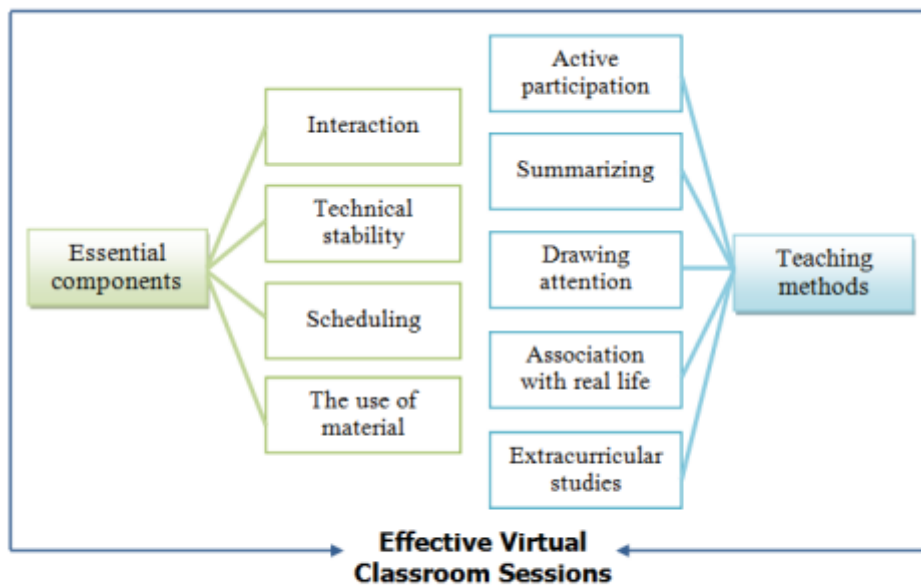 Essential
components
Interaction
Technical
stability
Scheduling
The use of
material
Active
participation
Summarizing
Drawing
attention
Association
with real life
Extracurricular
studies
Teaching
methods
Effective Virtual
Classroom Sessions